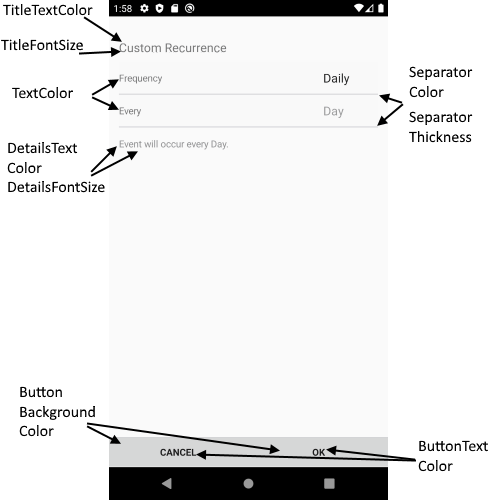 TitleTextColor
1:58
TitleFontSize
Custom Recurrence
TextColor
Frequency
Daily
Every
Day
Separator
Color
Separator
Thickness
DetailsText
Color
DetailsFontSize
Event will occur every Day.
Button
Background
Color
CANCEL
OK
ButtonText
Color